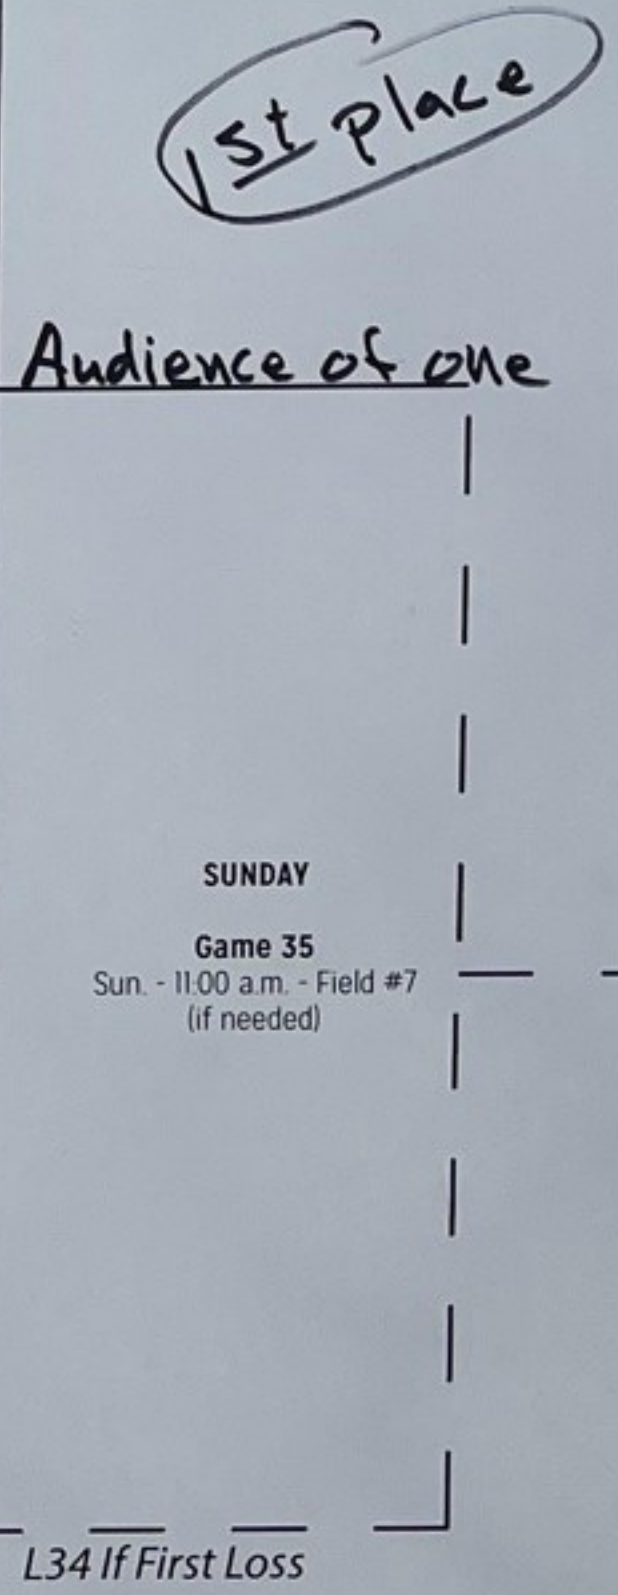 1st place
Audience of one
SUNDAY
Game 35
Sun. - 11:00 a.m. - Field #7
(if needed)
L34 If First Loss